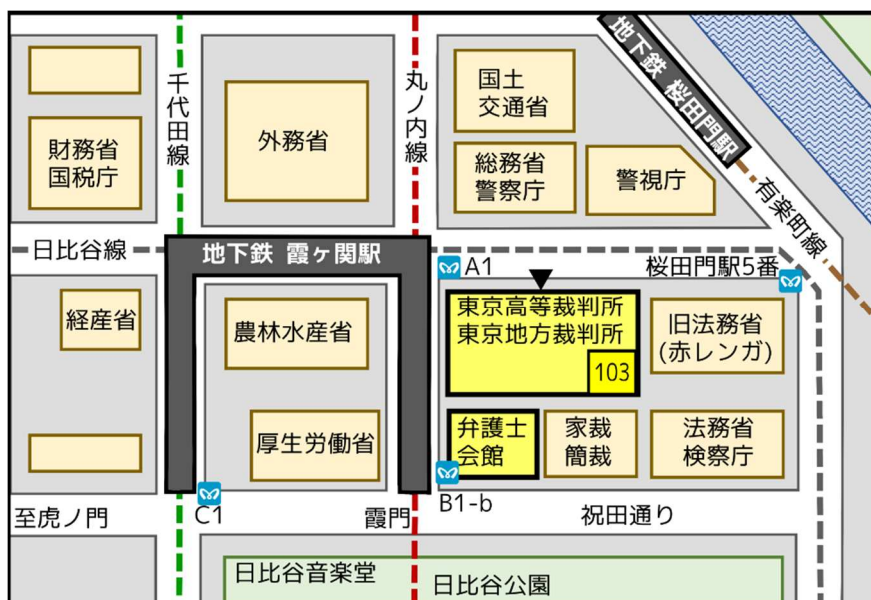 地下鉄 桜田門駅
千代田線
丸ノ内線
国土
交通省
外務省
財務省
国税庁
総務省
警察庁
警視庁
有楽町線
日比谷線
地下鉄 霞ヶ関駅
A1
桜田門駅5番
経産省
農林水産省
東京高等裁判所
東京地方裁判所
103
旧法務省
(赤レンガ)
厚生労働省
弁護士
会館
家裁
簡裁
法務省
検察庁
至虎ノ門
C1
霞門
B1-b
祝田通り
日比谷音楽堂
日比谷公園